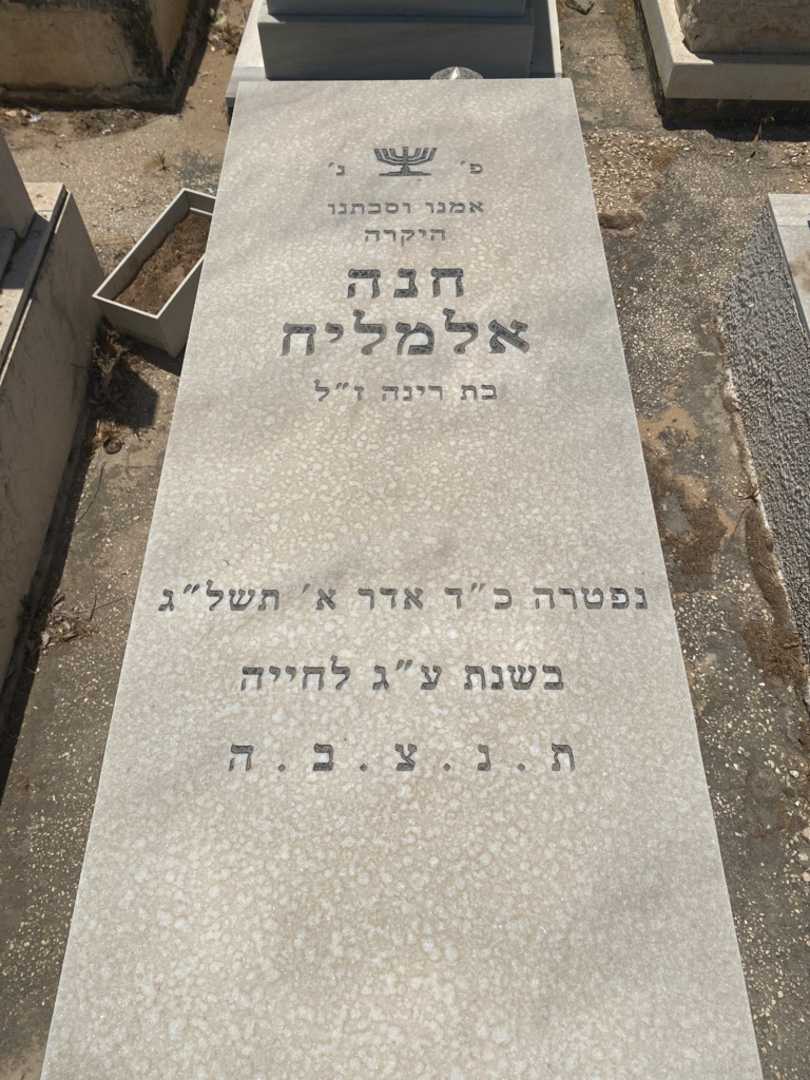 פ׳ נ׳
אמנו וסבתנו
היקרה
חנה
אלמליח
בת רינה ז״ל
נפטרה כ״ד אדר א׳ תשל״ג
בשנת ע״ג לחייה
ת . נ . צ . ב . ה